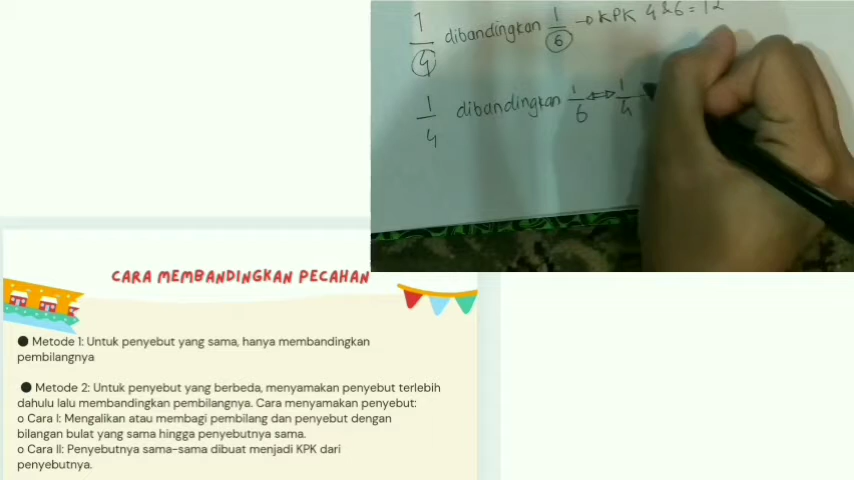 1/4 dibandingkan 1/6 → KPK 4 & 6 = 12
1/4 dibandingkan 1/6 ↔ 1/4
CARA MEMBANDINGKAN PECAHAN
● Metode 1: Untuk penyebut yang sama, hanya membandingkan
pembilangnya
● Metode 2: Untuk penyebut yang berbeda, menyamakan penyebut terlebih
dahulu lalu membandingkan pembilangnya. Cara menyamakan penyebut:
o Cara I: Mengalikan atau membagi pembilang dan penyebut dengan
bilangan bulat yang sama hingga penyebutnya sama.
o Cara II: Penyebutnya sama-sama dibuat menjadi KPK dari
penyebutnya.